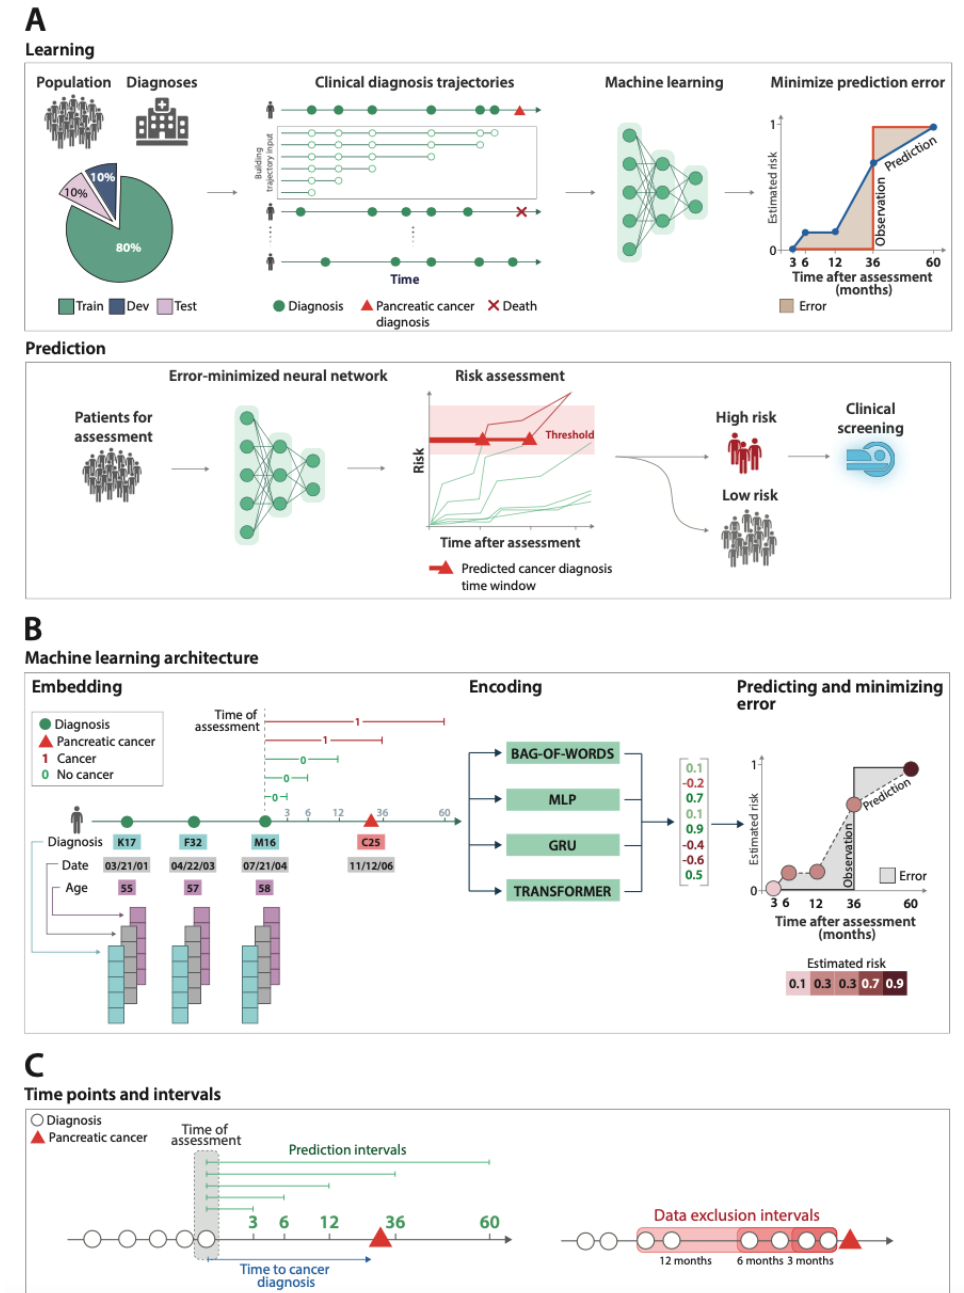 A
Learning
Population
Diagnoses
Clinical diagnosis trajectories
Machine learning
Minimize prediction error
10%
10%
80%
Train
Dev
Test
Building
trajectory input
Time
Diagnosis
Pancreatic cancer
diagnosis
Death
Estimated risk
1
0
Observation
Prediction
3 6 12 36 60
Time after assessment
(months)
Error
Prediction
Error-minimized neural network
Risk assessment
Patients for
assessment
Risk
Threshold
Time after assessment
Predicted cancer diagnosis
time window
High risk
Low risk
Clinical
screening
B
Machine learning architecture
Embedding
Encoding
Predicting and minimizing
error
Diagnosis
Pancreatic cancer
1 Cancer
0 No cancer
Time of
assessment
1
1
0
0
0
3 6 12 36 60
Diagnosis K17 F32 M16 C25
Date 03/21/01 04/22/03 07/21/04 11/12/06
Age 55 57 58
BAG-OF-WORDS
MLP
GRU
TRANSFORMER
0.1
-0.2
0.7
0.1
0.9
-0.4
-0.6
0.5
Estimated risk
1
0
Observation
Prediction
Error
3 6 12 36 60
Time after assessment
(months)
Estimated risk
0.1 0.3 0.3 0.7 0.9
C
Time points and intervals
Diagnosis
Pancreatic cancer
Time of
assessment
Prediction intervals
3 6 12 36 60
Time to cancer
diagnosis
Data exclusion intervals
12 months 6 months 3 months